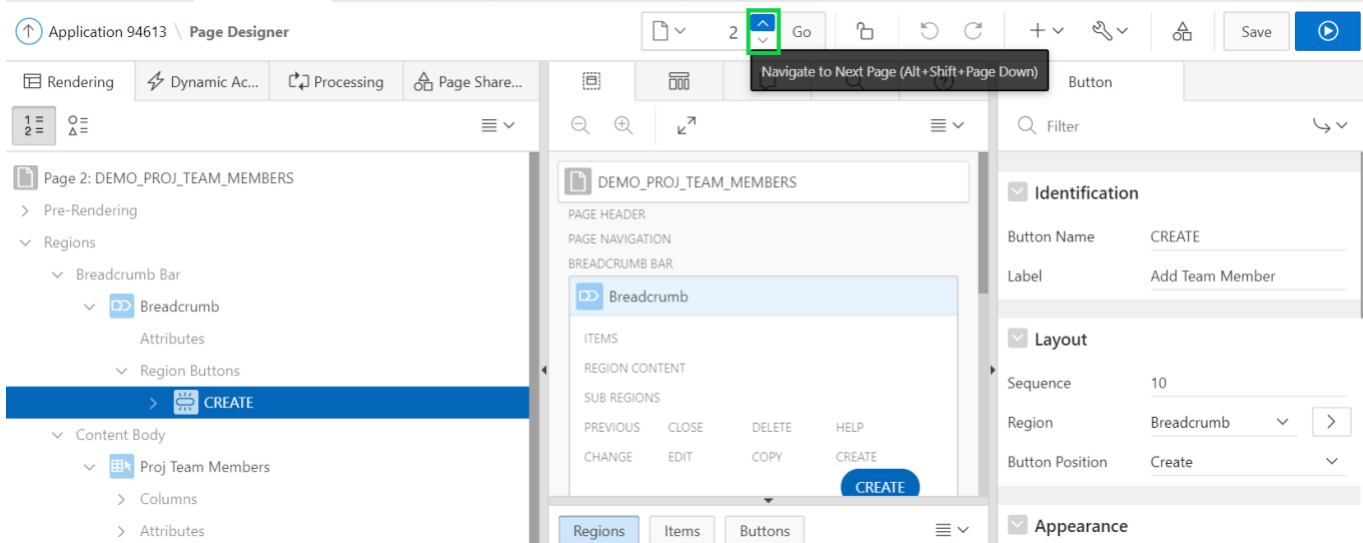 Application 94613 \ Page Designer
2
Go
Save
Navigate to Next Page (Alt+Shift+Page Down)
Rendering
Dynamic Ac...
Processing
Page Share...
Button
Filter
Page 2: DEMO_PROJ_TEAM_MEMBERS
Pre-Rendering
Regions
Breadcrumb Bar
Breadcrumb
Attributes
Region Buttons
CREATE
Content Body
Proj Team Members
Columns
Attributes
DEMO_PROJ_TEAM_MEMBERS
PAGE HEADER
PAGE NAVIGATION
BREADCRUMB BAR
Breadcrumb
ITEMS
REGION CONTENT
SUB REGIONS
PREVIOUS CLOSE DELETE HELP
CHANGE EDIT COPY CREATE
CREATE
Regions Items Buttons
Identification
Button Name CREATE
Label Add Team Member
Layout
Sequence 10
Region Breadcrumb
Button Position Create
Appearance